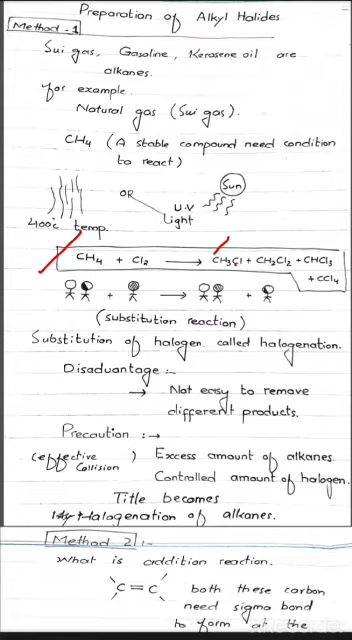 Preparation of Alkyl Halides
Method-1
Sui gas, Gasoline, Kerosene oil are
alkanes.
for example
Natural gas (Sui gas).
CH4 (A stable compound need condition
to react)
Sun
OR
U.V
Light
400°C temp.
CH4 + Cl2 → CH3Cl + CH2Cl2 + CHCl3
+ CCl4
+ → +
(substitution reaction)
Substitution of halogen called halogenation.
Disadvantage :-
→ Not easy to remove
different products.
Precaution :→
(effective Collision) Excess amount of alkanes.
Controlled amount of halogen.
Title becomes
Halogenation of alkanes.
Method 2 :-
What is addition reaction.
C = C both these carbon
need sigma bond
to form at the